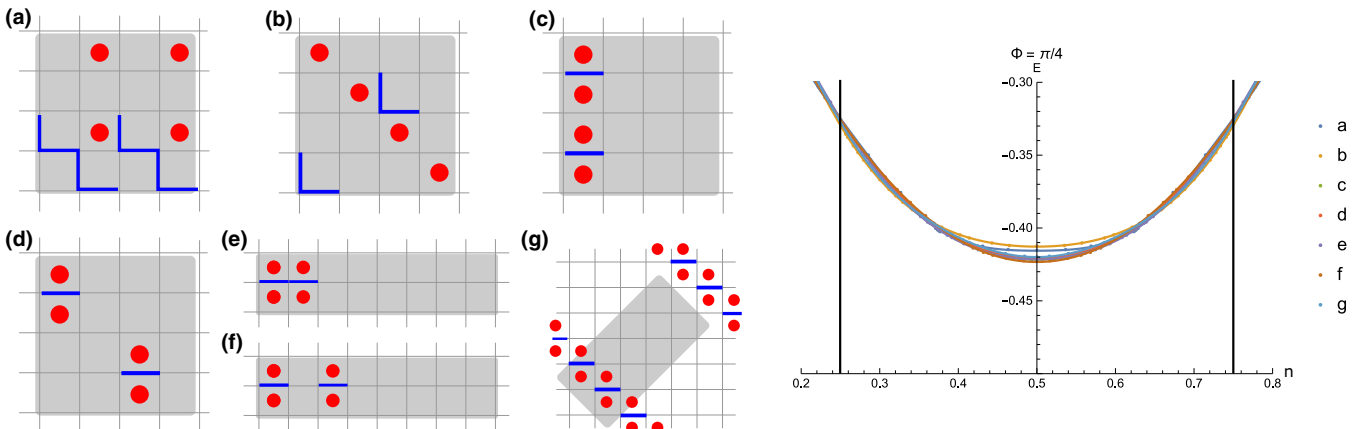 (a)
(b)
(c)
(d)
(e)
(f)
(g)
Φ = π/4
E
-0.30
-0.35
-0.40
-0.45
0.2 0.3 0.4 0.5 0.6 0.7 0.8
n
a
b
c
d
e
f
g